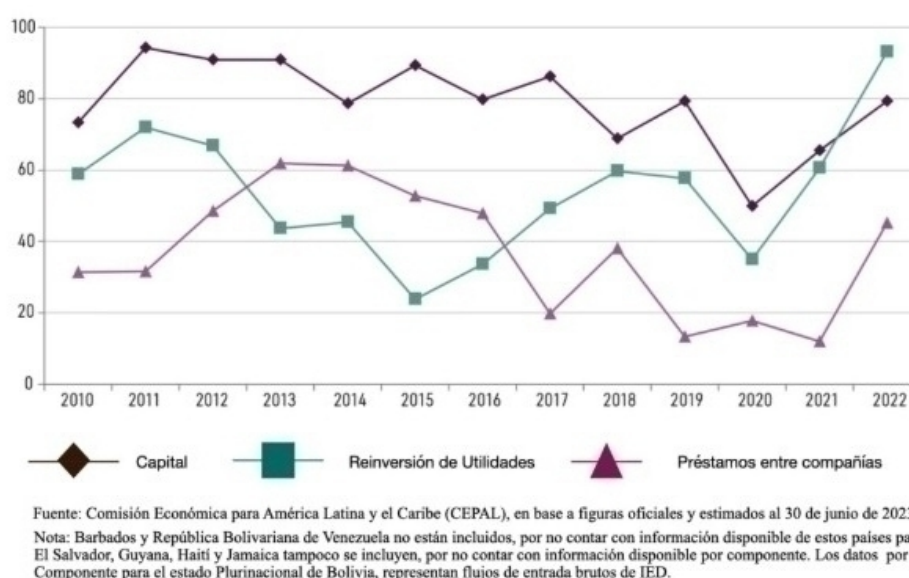 100
80
60
40
20
0
2010 2011 2012 2013 2014 2015 2016 2017 2018 2019 2020 2021 2022
Capital Reinversión de Utilidades Préstamos entre compañías
Fuente: Comisión Económica para América Latina y el Caribe (CEPAL), en base a figuras oficiales y estimados al 30 de junio de
Nota: Barbados y República Bolivariana de Venezuela no están incluidos, por no contar con información disponible de estos países
El Salvador, Guyana, Haití y Jamaica tampoco se incluyen, por no contar con información disponible por componente. Los datos por
Componente para el estado Plurinacional de Bolivia, representan flujos de entrada brutos de IED.